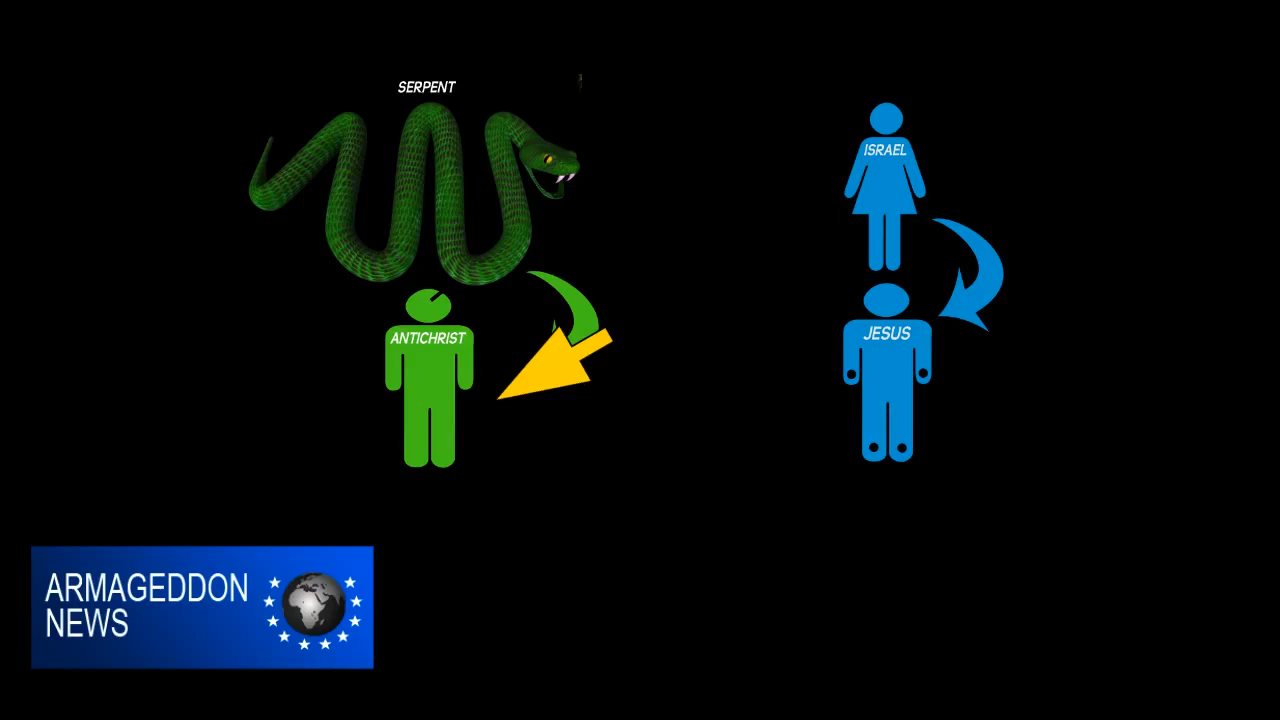 SERPENT
ISRAEL
ANTICHRIST
JESUS
ARMAGEDDON
NEWS